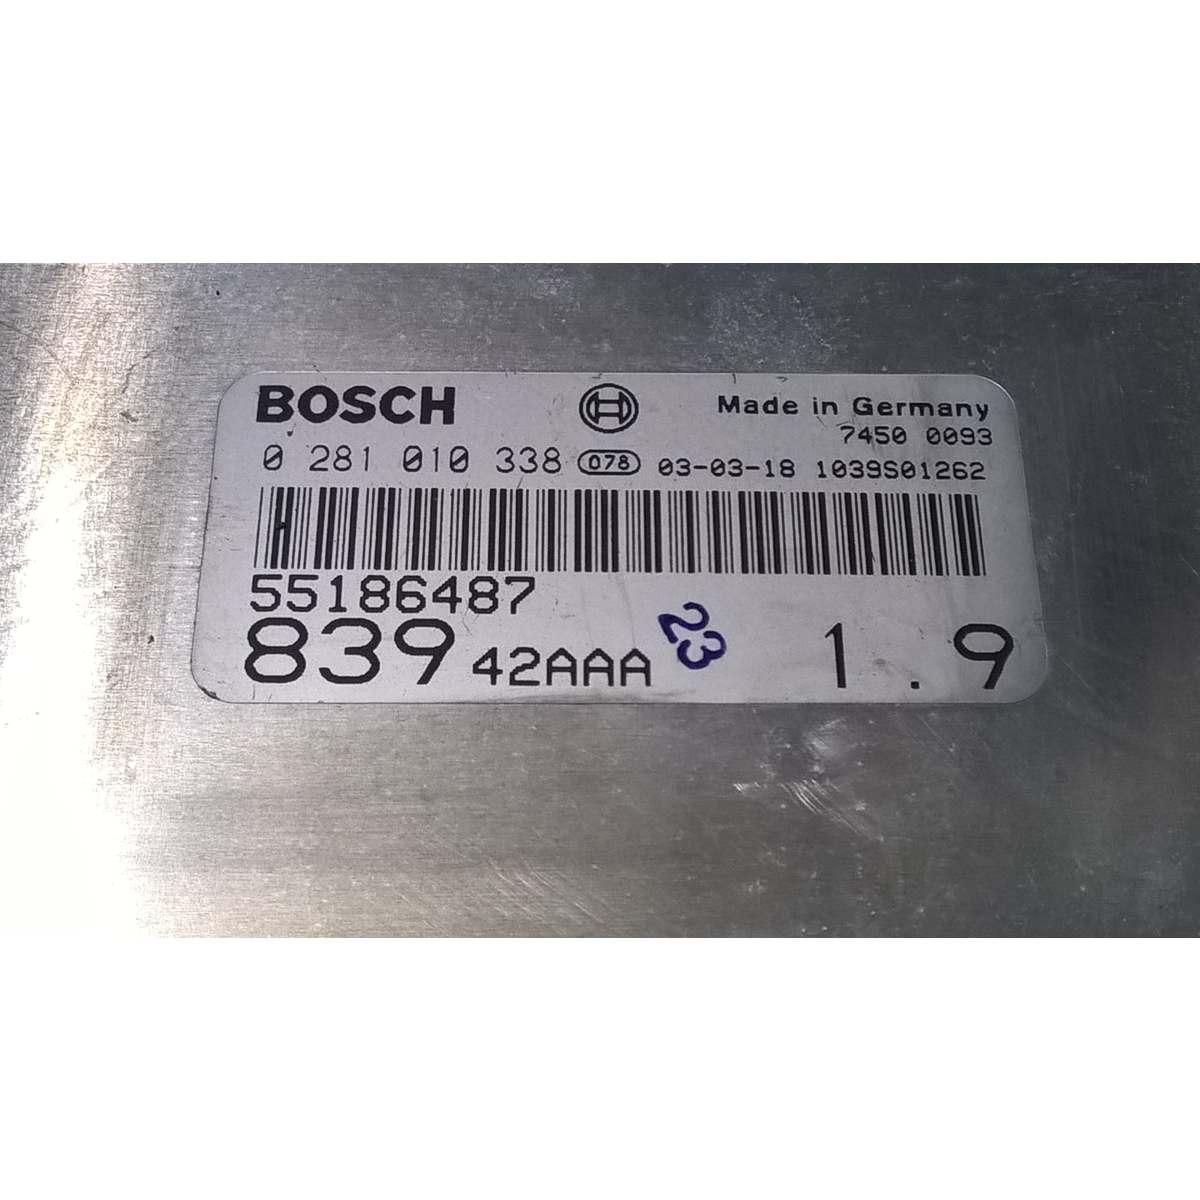 BOSCH Made in Germany
7450 0093
0 281 010 338 078 03-03-18 1039S01262
55186487
839 42AAA 23 1.9